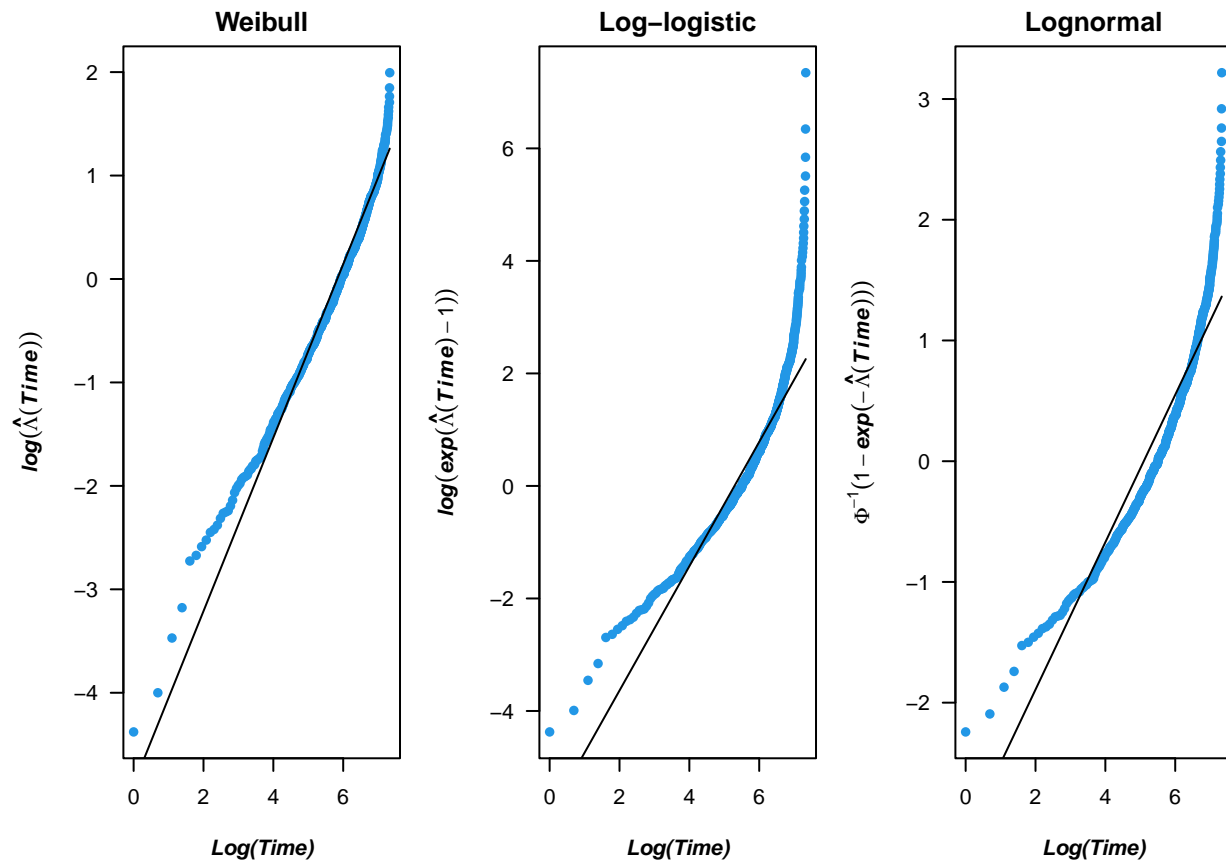 Weibull
log(Λ̂(Time))
2
1
0
−1
−2
−3
−4
0 2 4 6
Log(Time)
Log−logistic
log(exp(Λ̂(Time)−1))
6
4
2
0
−2
−4
0 2 4 6
Log(Time)
Lognormal
Φ⁻¹(1−exp(−Λ̂(Time))))
3
2
1
0
−1
−2
0 2 4 6
Log(Time)